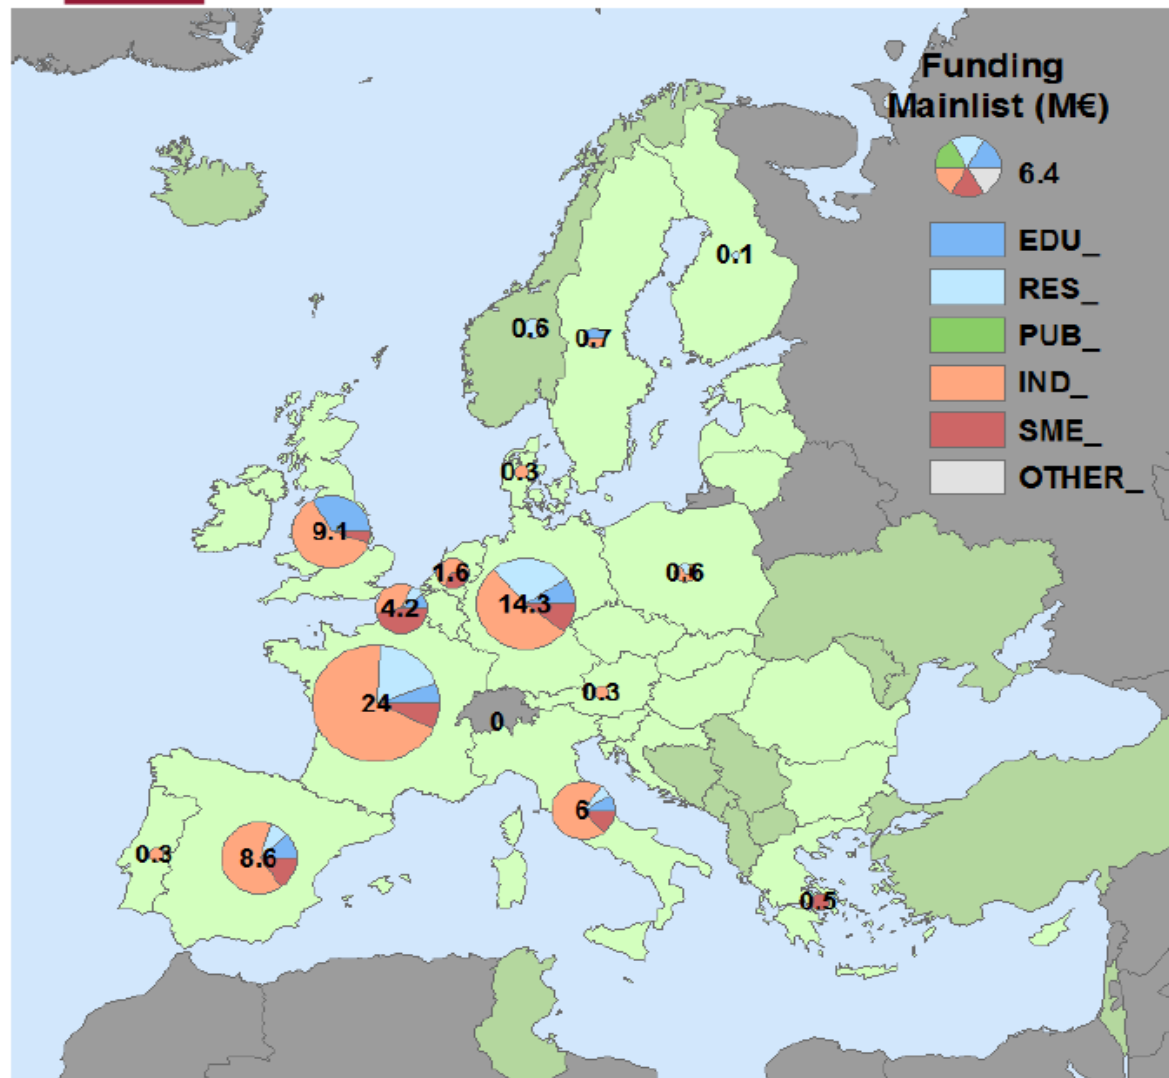 Funding
Mainlist (M€)
6.4
EDU_
RES_
PUB_
IND_
SME_
OTHER_
0.1
0.6
0.7
0.3
9.1
1.6
0.6
4.2
14.3
0.3
24
0
6
0.3
8.6
0.5